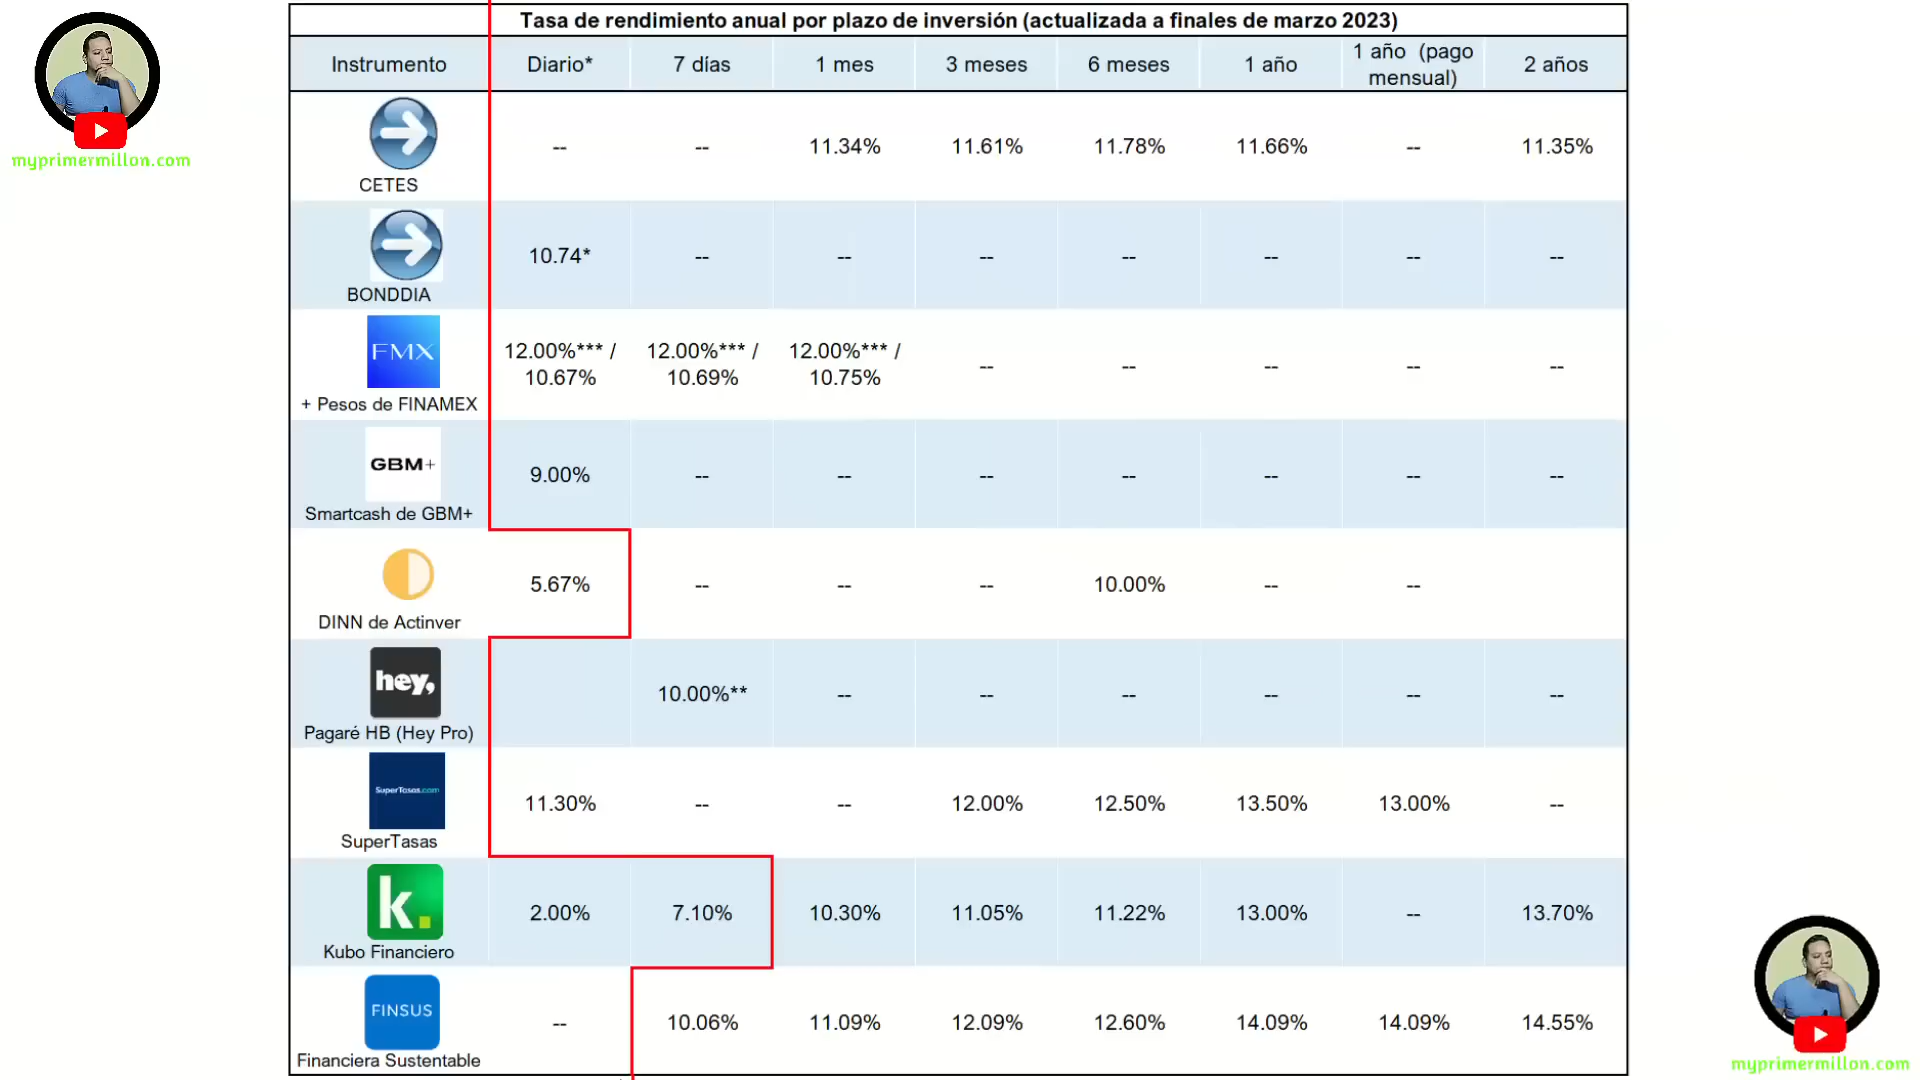 myprimermillon.com
Tasa de rendimiento anual por plazo de inversión (actualizada a finales de marzo 2023)
Instrumento Diario* 7 días 1 mes 3 meses 6 meses 1 año 1 año (pago mensual) 2 años
CETES -- -- 11.34% 11.61% 11.78% 11.66% -- 11.35%
BONDDIA 10.74* -- -- -- -- -- -- --
FMX
+ Pesos de FINAMEX 12.00%*** / 10.67% 12.00%*** / 10.69% 12.00%*** / 10.75% -- -- -- -- --
GBM+
Smartcash de GBM+ 9.00% -- -- -- -- -- -- --
DINN de Actinver 5.67% -- -- -- 10.00% -- --
hey,
Pagaré HB (Hey Pro) 10.00%** -- -- -- -- -- --
SuperTasas.com
SuperTasas 11.30% -- -- 12.00% 12.50% 13.50% 13.00% --
k.
Kubo Financiero 2.00% 7.10% 10.30% 11.05% 11.22% 13.00% -- 13.70%
FINSUS
Financiera Sustentable -- 10.06% 11.09% 12.09% 12.60% 14.09% 14.09% 14.55%
myprimermillon.com